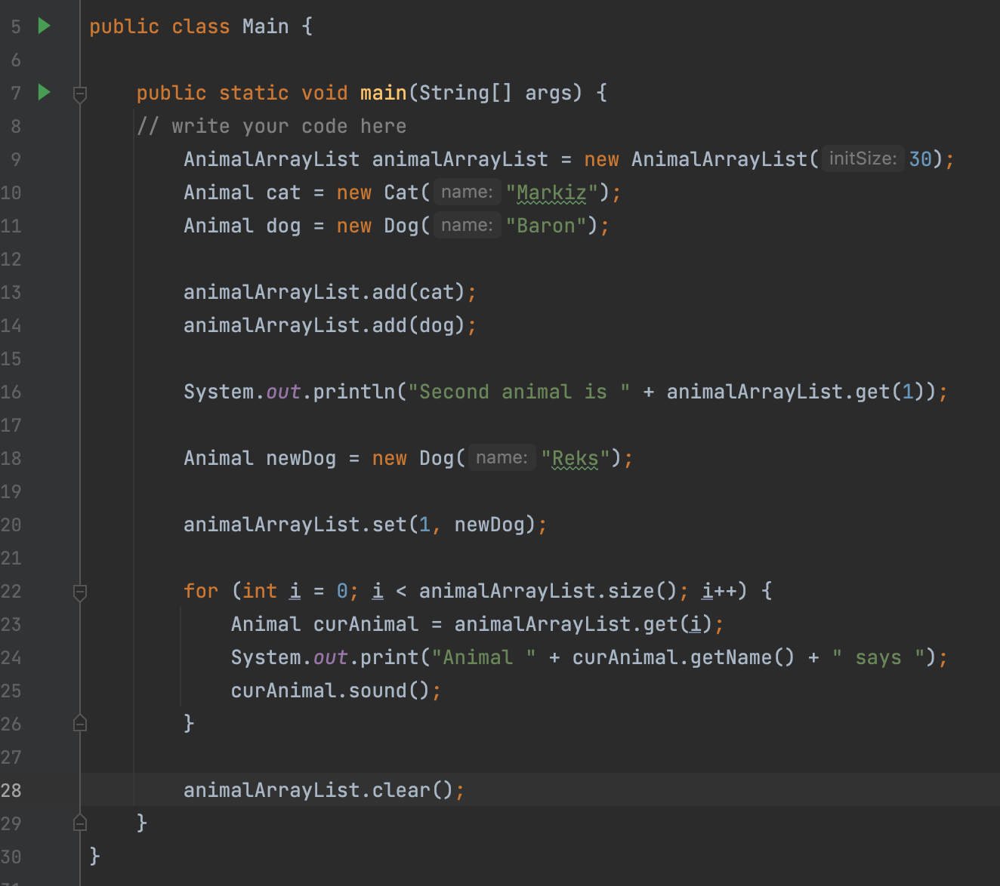 5 public class Main {
6
7 public static void main(String[] args) {
8 // write your code here
9 AnimalArrayList animalArrayList = new AnimalArrayList( initSize: 30);
10 Animal cat = new Cat( name: "Markiz");
11 Animal dog = new Dog( name: "Baron");
12
13 animalArrayList.add(cat);
14 animalArrayList.add(dog);
15
16 System.out.println("Second animal is " + animalArrayList.get(1));
17
18 Animal newDog = new Dog( name: "Reks");
19
20 animalArrayList.set(1, newDog);
21
22 for (int i = 0; i < animalArrayList.size(); i++) {
23 Animal curAnimal = animalArrayList.get(i);
24 System.out.print("Animal " + curAnimal.getName() + " says ");
25 curAnimal.sound();
26 }
27
28 animalArrayList.clear();
29 }
30 }